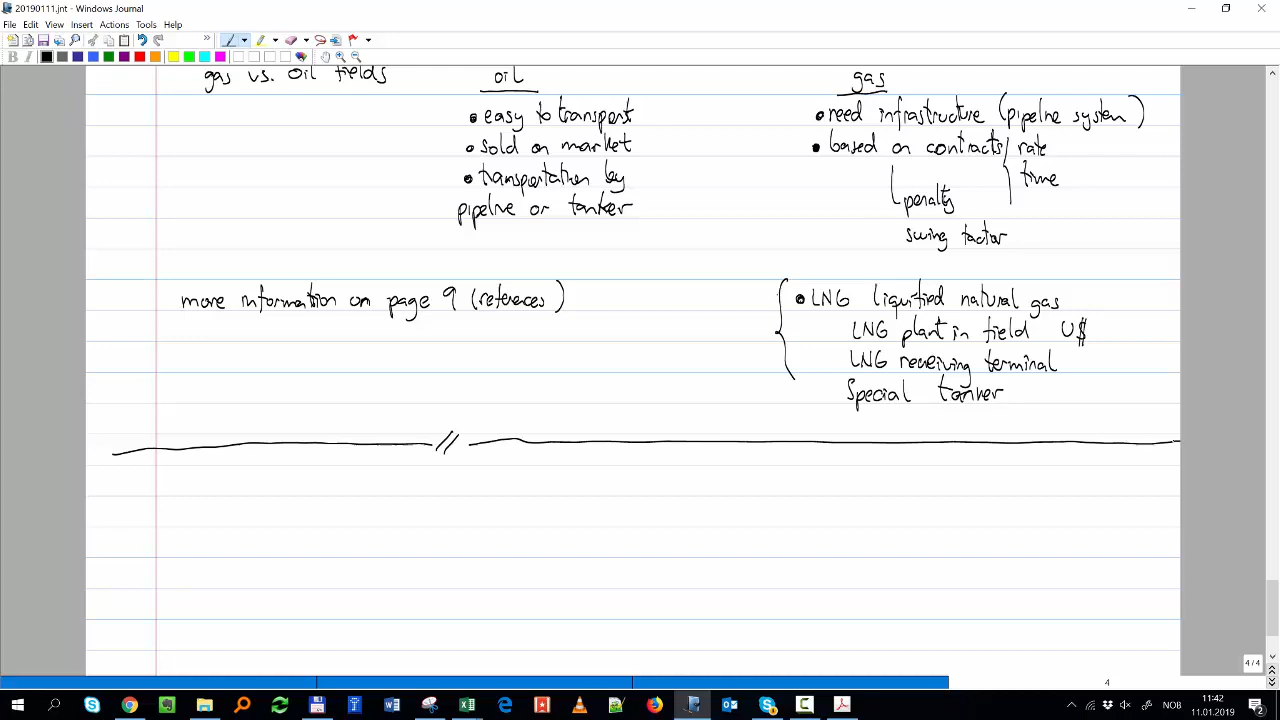 20190111.jnt - Windows Journal
File Edit View Insert Actions Tools Help
gas vs. oil fields
oil
• easy to transport
• sold on market
• transportation by
pipeline or tanker
gas
• need infrastructure (pipeline system)
• based on contracts rate
time
penalty
swing factor
more information on page 9 (refereces)
• LNG liquified natural gas
LNG plant in field U$
LNG receiving terminal
Special tanker
4/4
4
NOB
11:42
11.01.2019
2